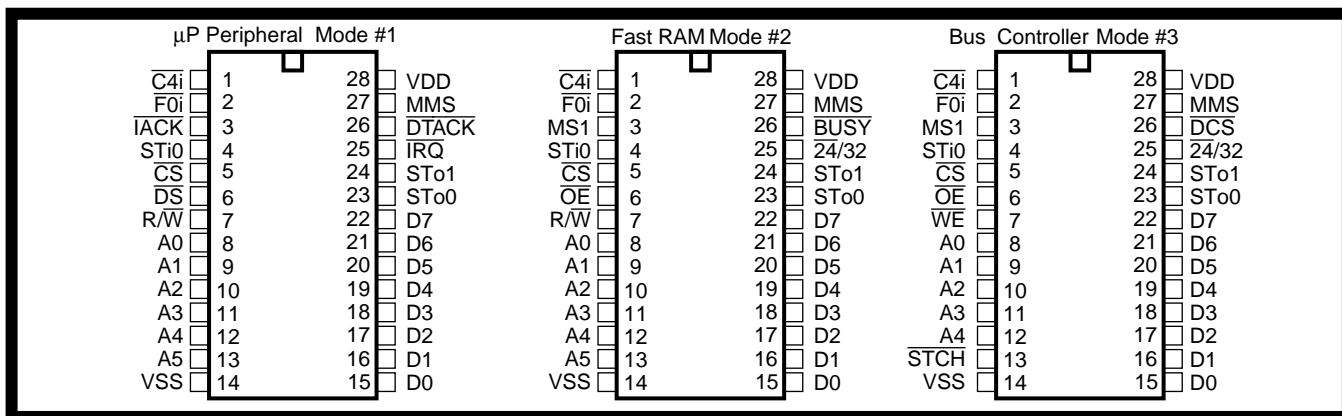 μP Peripheral Mode #1
C4i 1 28 VDD
F0i 2 27 MMS
IACK 3 26 DTACK
STi0 4 25 IRQ
CS 5 24 STo1
DS 6 23 STo0
R/W 7 22 D7
A0 8 21 D6
A1 9 20 D5
A2 10 19 D4
A3 11 18 D3
A4 12 17 D2
A5 13 16 D1
VSS 14 15 D0
Fast RAM Mode #2
C4i 1 28 VDD
F0i 2 27 MMS
MS1 3 26 BUSY
STi0 4 25 24/32
CS 5 24 STo1
OE 6 23 STo0
R/W 7 22 D7
A0 8 21 D6
A1 9 20 D5
A2 10 19 D4
A3 11 18 D3
A4 12 17 D2
A5 13 16 D1
VSS 14 15 D0
Bus Controller Mode #3
C4i 1 28 VDD
F0i 2 27 MMS
MS1 3 26 DCS
STi0 4 25 24/32
CS 5 24 STo1
OE 6 23 STo0
WE 7 22 D7
A0 8 21 D6
A1 9 20 D5
A2 10 19 D4
A3 11 18 D3
A4 12 17 D2
STCH 13 16 D1
VSS 14 15 D0